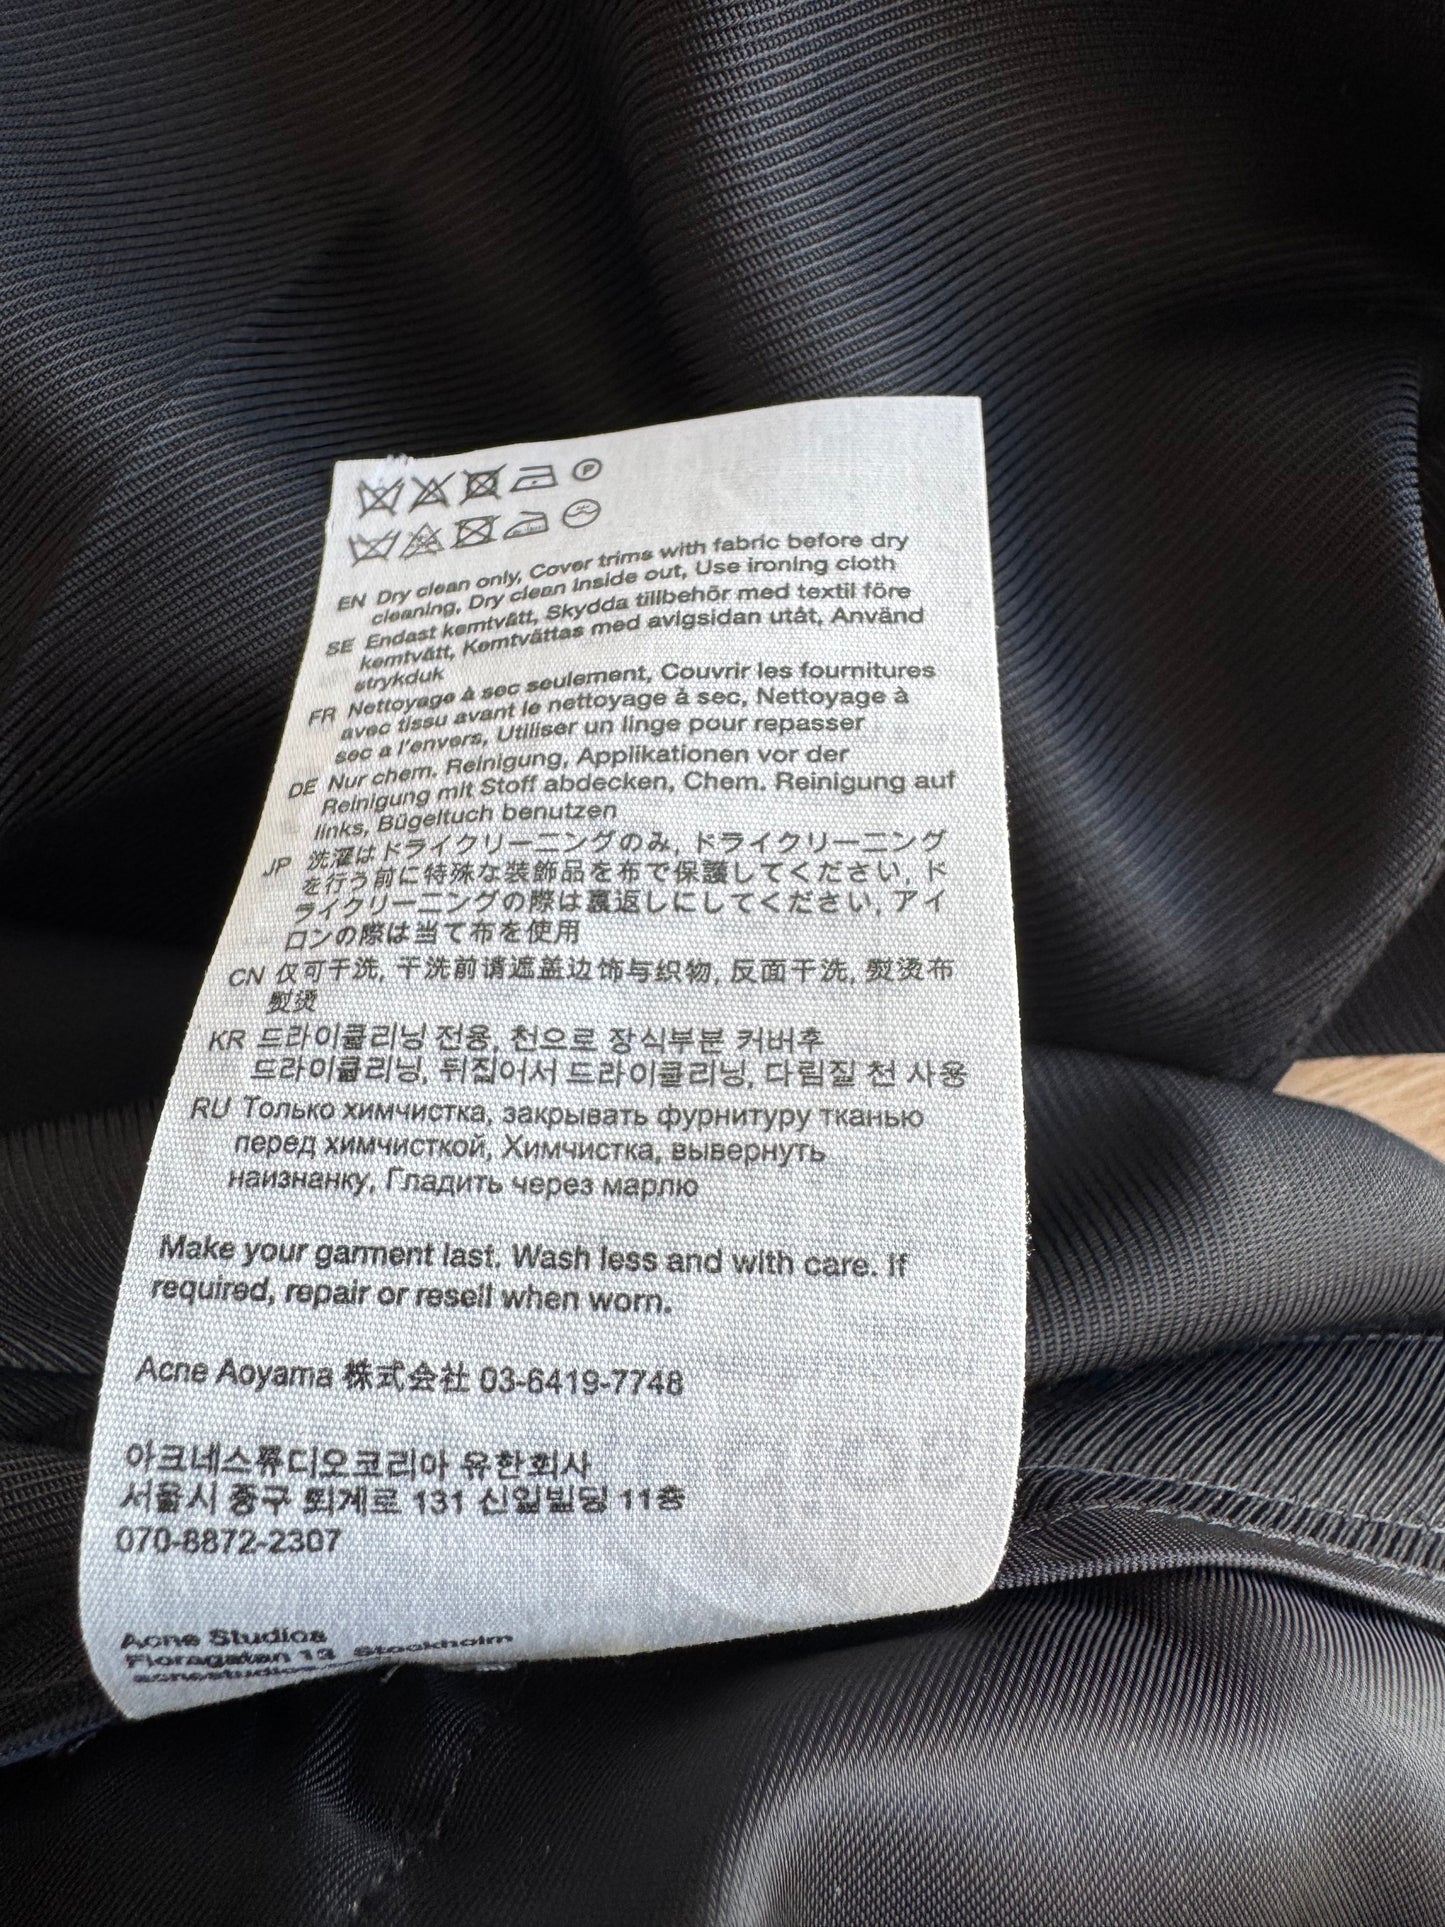 P
EN Dry clean only, Cover trims with fabric before dry
cleaning, Dry clean inside out, Use ironing cloth
SE Endast kemtvätt, Skydda tillbehör med textil före
kemtvätt, Kemtvättas med avigsidan utåt, Använd
strykduk
FR Nettoyage à sec seulement, Couvrir les fournitures
avec tissu avant le nettoyage à sec, Nettoyage à
sec a l'envers, Utiliser un linge pour repasser
DE Nur chem. Reinigung, Applikationen vor der
Reinigung mit Stoff abdecken, Chem. Reinigung auf
links, Bügeltuch benutzen
JP 洗濯はドライクリーニングのみ, ドライクリーニング
を行う前に特殊な装飾品を布で保護してください, ド
ライクリーニングの際は裏返しにしてください, アイ
ロンの際は当て布を使用
CN 仅可干洗, 干洗前请遮盖边饰与织物, 反面干洗, 熨烫布
熨烫
KR 드라이클리닝 전용, 천으로 장식부분 커버후
드라이클리닝, 뒤집어서 드라이클리닝, 다림질 천 사용
RU Только химчистка, закрывать фурнитуру тканью
перед химчисткой, Химчистка, вывернуть
наизнанку, Гладить через марлю
Make your garment last. Wash less and with care. If
required, repair or resell when worn.
Acne Aoyama 株式会社 03-6419-7748
아크네스튜디오코리아 유한회사
서울시 중구 퇴계로 131 신일빌딩 11층
070-8872-2307
Acne Studios
Floragatan 13 Stockholm
acnestudios